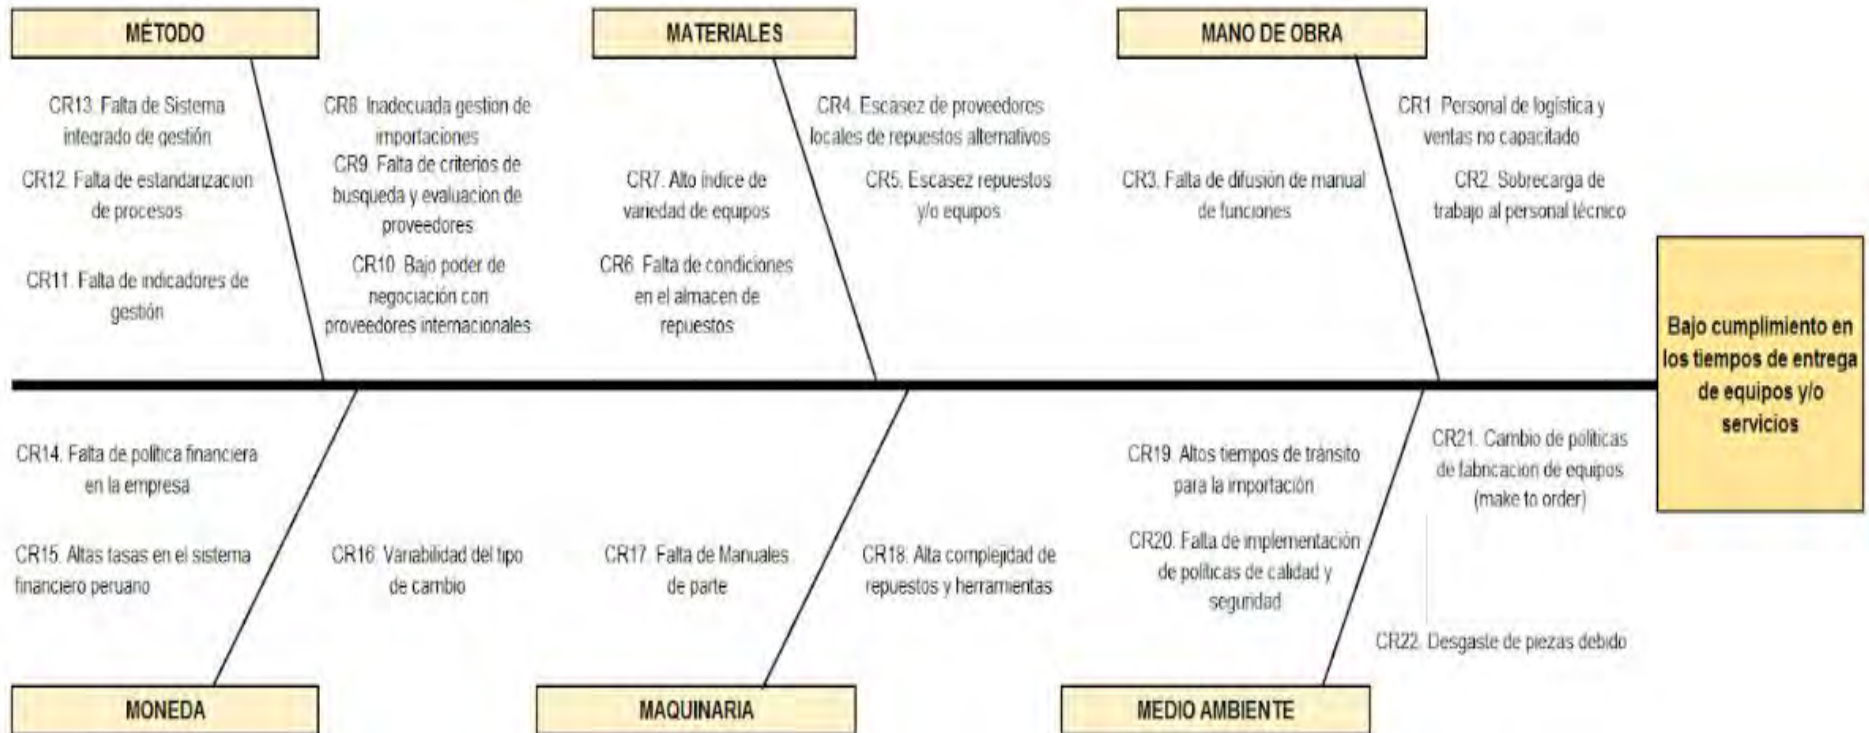 MÉTODO
MATERIALES
MANO DE OBRA
CR13. Falta de Sistema
integrado de gestión
CR12. Falta de estandarizacion
de procesos
CR11. Falta de indicadores de
gestión
CR8. Inadecuada gestion de
importaciones
CR9. Falta de criterios de
busqueda y evaluacion de
proveedores
CR10. Bajo poder de
negociación con
proveedores internacionales
CR7. Alto índice de
variedad de equipos
CR6. Falta de condiciones
en el almacen de
repuestos
CR4. Escasez de proveedores
locales de repuestos alternativos
CR5. Escasez repuestos
y/o equipos
CR3. Falta de difusión de manual
de funciones
CR1. Personal de logística y
ventas no capacitado
CR2. Sobrecarga de
trabajo al personal técnico
Bajo cumplimiento en
los tiempos de entrega
de equipos y/o
servicios
CR14. Falta de política financiera
en la empresa
CR15. Altas tasas en el sistema
financiero peruano
CR16. Variabilidad del tipo
de cambio
CR17. Falta de Manuales
de parte
CR18. Alta complejidad de
repuestos y herramientas
CR19. Altos tiempos de tránsito
para la importación
CR20. Falta de implementación
de políticas de calidad y
seguridad
CR21. Cambio de políticas
de fabricacion de equipos
(make to order)
CR22. Desgaste de piezas debido
MONEDA
MAQUINARIA
MEDIO AMBIENTE